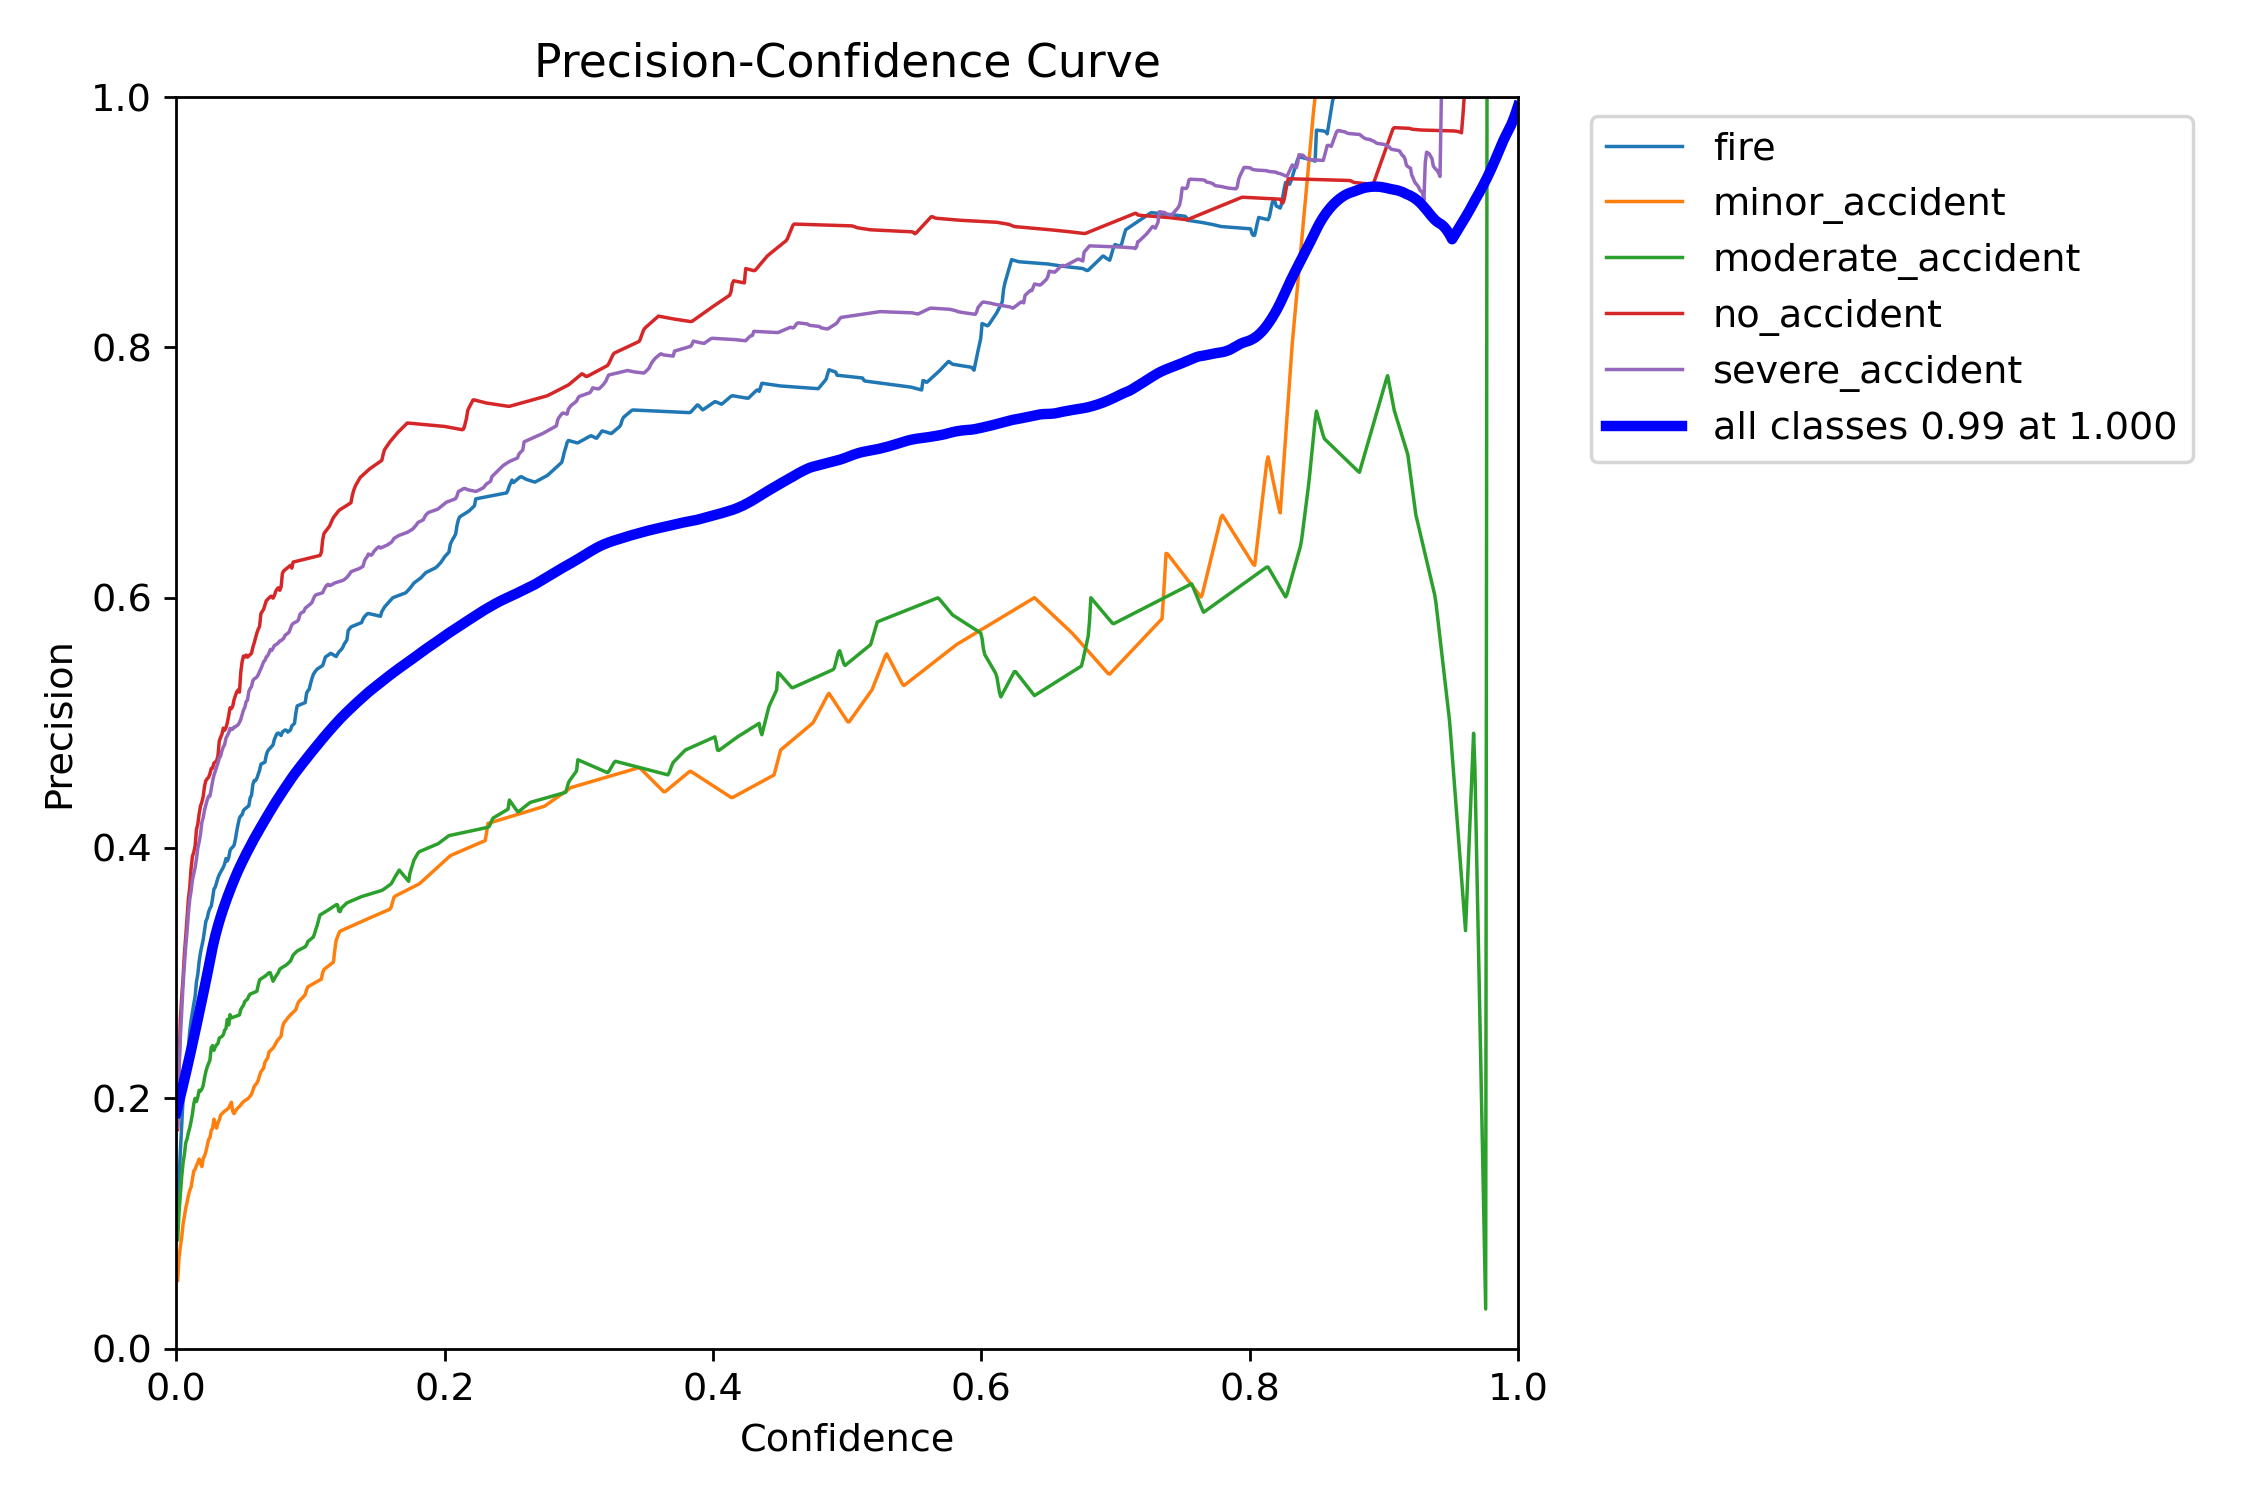 Precision-Confidence Curve
1.0
0.8
0.6
0.4
0.2
0.0
Precision
0.0 0.2 0.4 0.6 0.8 1.0
Confidence
fire
minor_accident
moderate_accident
no_accident
severe_accident
all classes 0.99 at 1.000